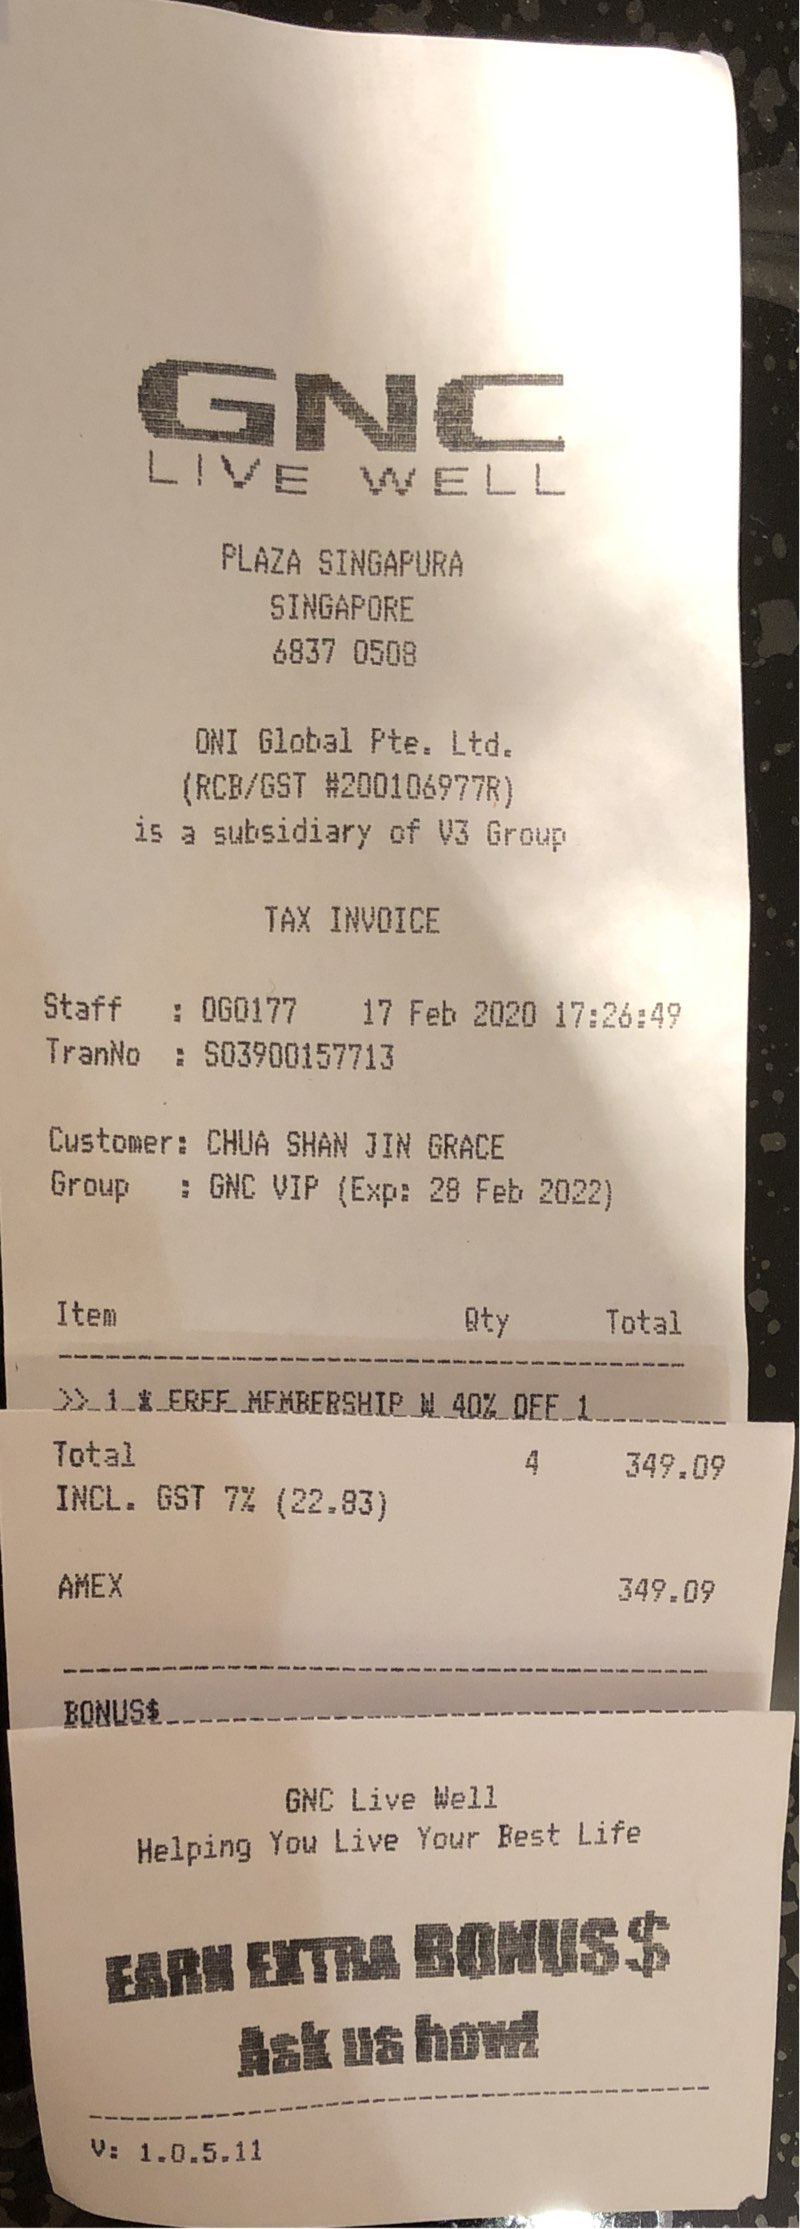 GNC
LIVE WELL
PLAZA SINGAPURA
SINGAPORE
6837 0508
ONI Global Pte. Ltd.
(RCB/GST #200106977R)
is a subsidiary of V3 Group
TAX INVOICE
Staff : OGO177 17 Feb 2020 17:26:49
TranNo : S03900157713
Customer: CHUA SHAN JIN GRACE
Group : GNC VIP (Exp: 28 Feb 2022)
Item Qty Total
>> 1 * FREE MEMBERSHIP W 40% OFF 1
Total 4 349.09
INCL. GST 7% (22.83)
AMEX 349.09
BONUS$
GNC Live Well
Helping You Live Your Best Life
EARN EXTRA BONUS$
Ask us how!
V: 1.0.5.11